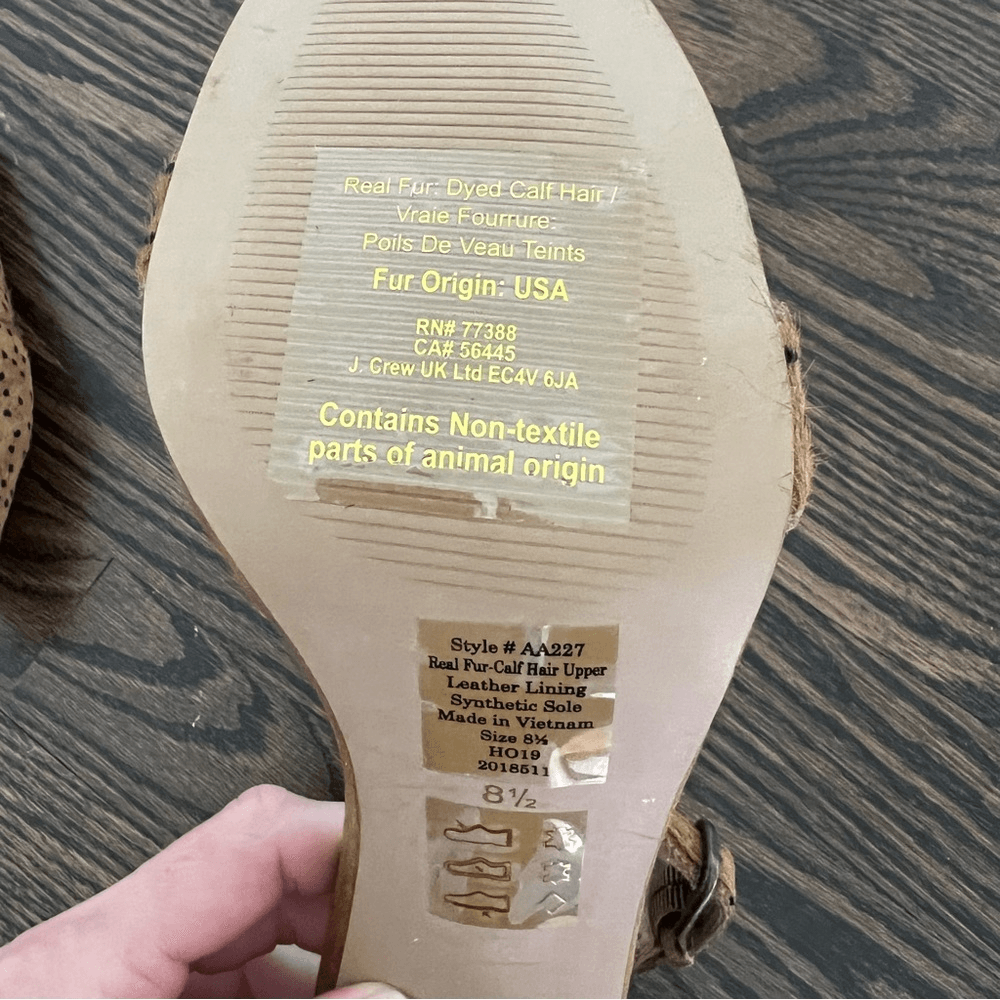 Real Fur: Dyed Calf Hair /
Vraie Fourrure:
Poils De Veau Teints
Fur Origin: USA
RN# 77388
CA# 56445
J. Crew UK Ltd EC4V 6JA
Contains Non-textile
parts of animal origin
Style # AA227
Real Fur-Calf Hair Upper
Leather Lining
Synthetic Sole
Made in Vietnam
Size 8½
HO19
2018511
8½